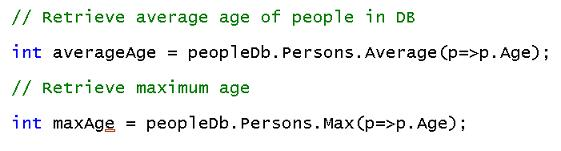 // Retrieve average age of people in DB
int averageAge = peopleDb.Persons.Average(p=>p.Age);
// Retrieve maximum age
int maxAge = peopleDb.Persons.Max(p=>p.Age);